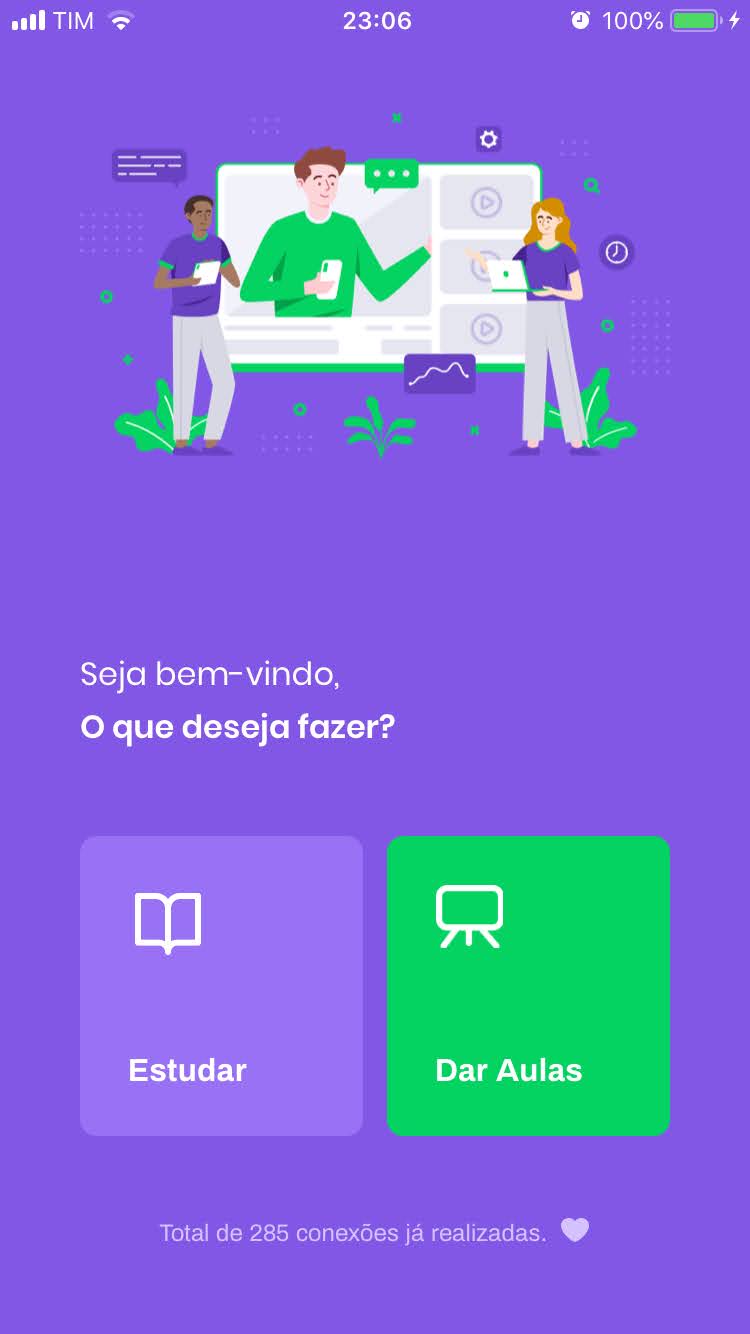 TIM 23:06 100%
Seja bem-vindo,
O que deseja fazer?
Estudar
Dar Aulas
Total de 285 conexões já realizadas.